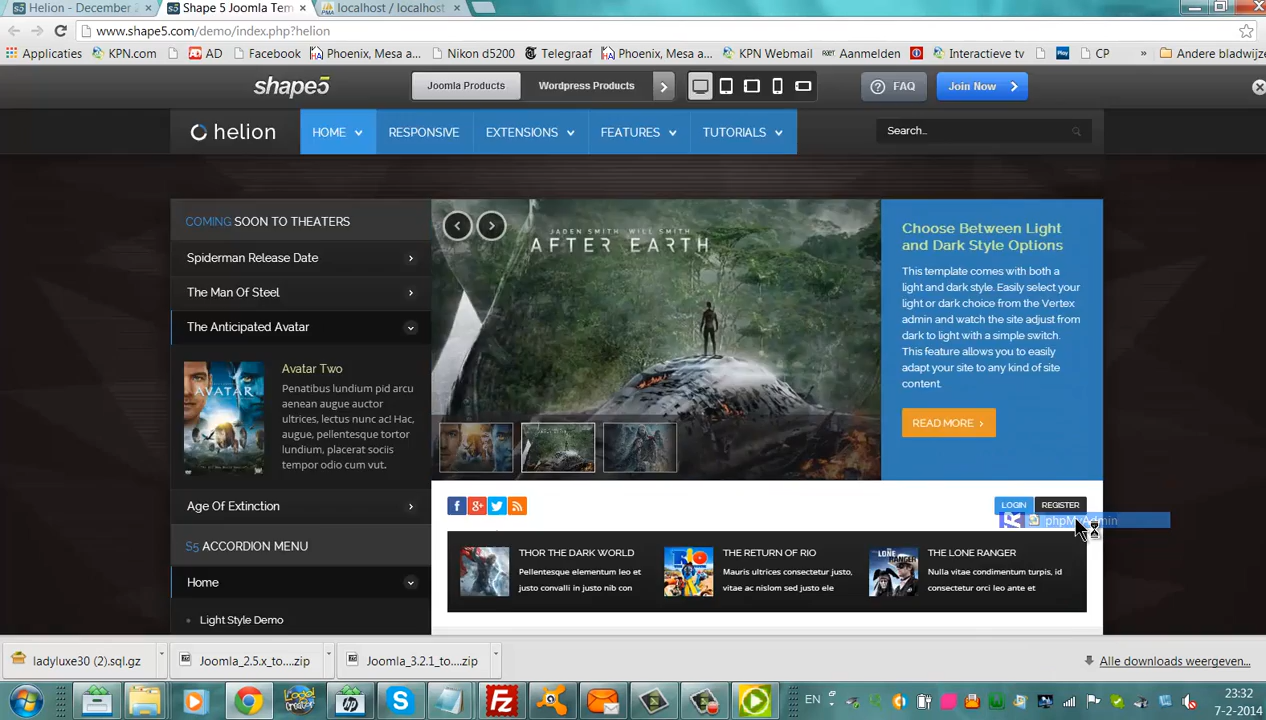 Helion - December
Shape 5 Joomla Tem
localhost / localhost
www.shape5.com/demo/index.php?helion
Applicaties KPN.com AD Facebook Phoenix, Mesa a... Nikon d5200 Telegraaf Phoenix, Mesa a... KPN Webmail Aanmelden Interactieve tv CP » Andere bladwijze
shape5 Joomla Products Wordpress Products FAQ Join Now
helion HOME RESPONSIVE EXTENSIONS FEATURES TUTORIALS Search...
COMING SOON TO THEATERS
Spiderman Release Date
The Man Of Steel
The Anticipated Avatar
AVATAR
Avatar Two
Penatibus lundium pid arcu
aenean augue auctor
ultrices, lectus nunc ac! Hac,
augue, pellentesque tortor
lundium, placerat sociis
tempor odio cum vut.
Age Of Extinction
S5 ACCORDION MENU
Home
Light Style Demo
JADEN SMITH WILL SMITH
AFTER EARTH
Choose Between Light
and Dark Style Options
This template comes with both a
light and dark style. Easily select your
light or dark choice from the Vertex
admin and watch the site adjust from
dark to light with a simple switch.
This feature allows you to easily
adapt your site to any kind of site
content.
READ MORE
LOGIN REGISTER
phpMyAdmin
THOR THE DARK WORLD
Pellentesque elementum leo et
justo convalli in justo nib con
RIO
THE RETURN OF RIO
Mauris ultrices consectetur justo,
vitae ac nislom sed justo ele
LONE RANGER
THE LONE RANGER
Nulla vitae condimentum turpis, id
consectetur orci leo ante et
ladyluxe30 (2).sql.gz
Joomla_2.5.x_to....zip
Joomla_3.2.1_to....zip
Alle downloads weergeven...
EN
23:32
7-2-2014